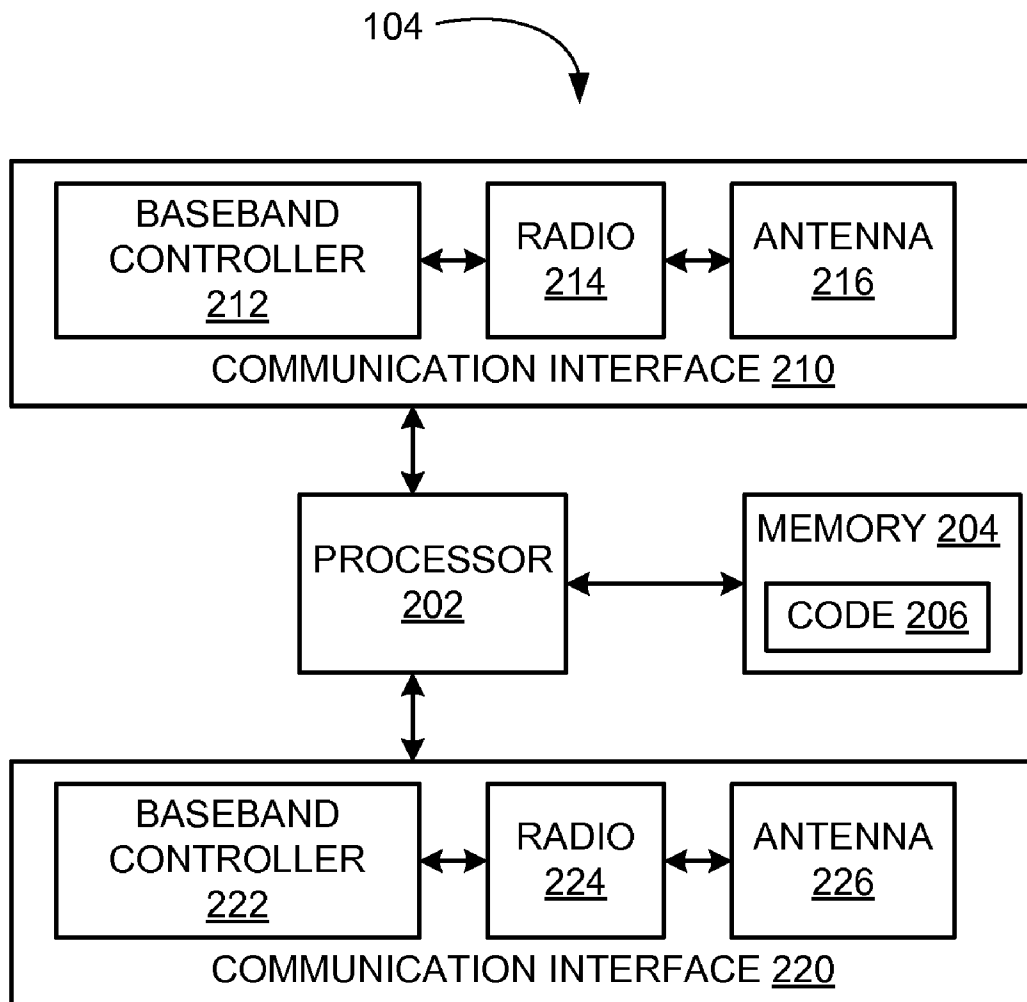 104
BASEBAND
CONTROLLER
212
RADIO
214
ANTENNA
216
COMMUNICATION INTERFACE 210
PROCESSOR
202
MEMORY 204
CODE 206
BASEBAND
CONTROLLER
222
RADIO
224
ANTENNA
226
COMMUNICATION INTERFACE 220